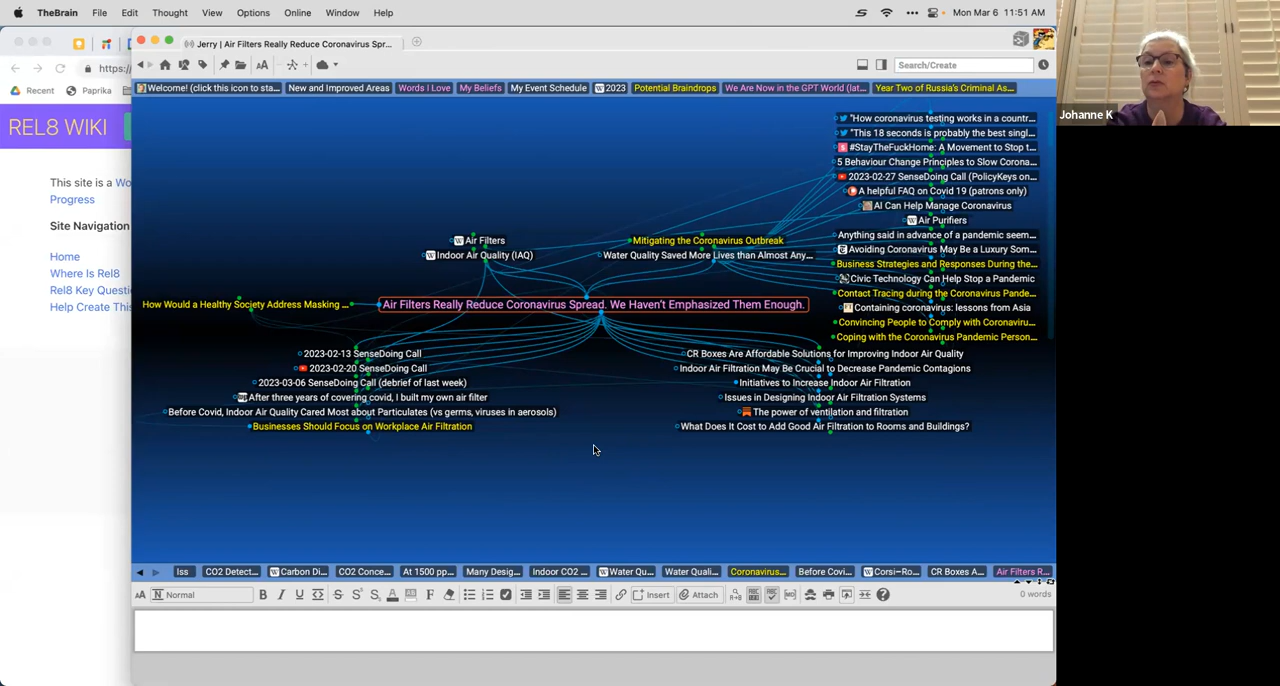 TheBrain File Edit Thought View Options Online Window Help
Mon Mar 6 11:51 AM
Jerry | Air Filters Really Reduce Coronavirus Spr...
https:/
Search/Create
Recent Paprika
Welcome! (click this icon to sta...
New and Improved Areas
Words I Love
My Beliefs
My Event Schedule
2023
Potential Braindrops
We Are Now in the GPT World (lat...
Year Two of Russia's Criminal As...
REL8 WIKI
This site is a Wo
Progress
Site Navigation
Home
Where Is Rel8
Rel8 Key Questi
Help Create This
"How coronavirus testing works in a countr...
"This 18 seconds is probably the best singl...
#StayTheFuckHome: A Movement to Stop t...
5 Behaviour Change Principles to Slow Corona...
2023-02-27 SenseDoing Call (PolicyKeys on...
A helpful FAQ on Covid 19 (patrons only)
AI Can Help Manage Coronavirus
Air Purifiers
Anything said in advance of a pandemic seem...
Avoiding Coronavirus May Be a Luxury Som...
Business Strategies and Responses During the...
Civic Technology Can Help Stop a Pandemic
Contact Tracing during the Coronavirus Pande...
Containing coronavirus: lessons from Asia
Convincing People to Comply with Coronaviru...
Coping with the Coronavirus Pandemic Person...
Air Filters
Indoor Air Quality (IAQ)
Mitigating the Coronavirus Outbreak
Water Quality Saved More Lives than Almost Any...
How Would a Healthy Society Address Masking ...
Air Filters Really Reduce Coronavirus Spread. We Haven't Emphasized Them Enough.
2023-02-13 SenseDoing Call
2023-02-20 SenseDoing Call
2023-03-06 SenseDoing Call (debrief of last week)
After three years of covering covid, I built my own air filter
Before Covid, Indoor Air Quality Cared Most about Particulates (vs germs, viruses in aerosols)
Businesses Should Focus on Workplace Air Filtration
CR Boxes Are Affordable Solutions for Improving Indoor Air Quality
Indoor Air Filtration May Be Crucial to Decrease Pandemic Contagions
Initiatives to Increase Indoor Air Filtration
Issues in Designing Indoor Air Filtration Systems
The power of ventilation and filtration
What Does It Cost to Add Good Air Filtration to Rooms and Buildings?
Iss
CO2 Detect...
Carbon Di...
CO2 Conce...
At 1500 pp...
Many Desig...
Indoor CO2 ...
Water Qu...
Water Quali...
Coronavirus...
Before Covi...
Corsi–Ro...
CR Boxes A...
Air Filters R...
Normal
Insert
Attach
0 words
Johanne K